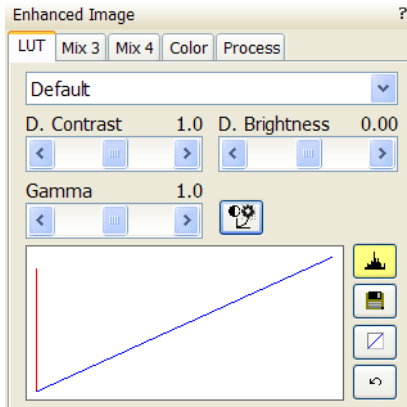 Enhanced Image ?
LUT Mix 3 Mix 4 Color Process
Default
D. Contrast 1.0 D. Brightness 0.00
Gamma 1.0